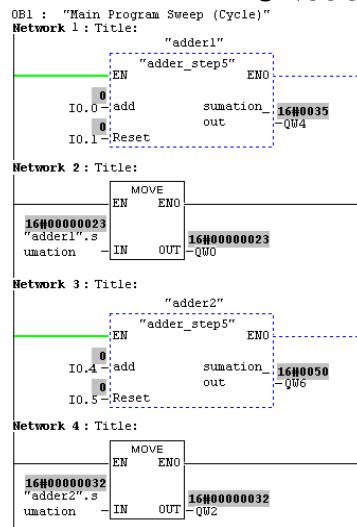 OB1 : "Main Program Sweep (Cycle)"
Network 1 : Title:
"adder1"
"adder_step5"
EN ENO
0
I0.0 add sumation_ 16#0035
out QW4
0
I0.1 Reset
Network 2 : Title:
MOVE
EN ENO
16#00000023
"adder1".s 16#00000023
umation IN OUT QW0
Network 3 : Title:
"adder2"
"adder_step5"
EN ENO
0
I0.4 add sumation_ 16#0050
out QW6
0
I0.5 Reset
Network 4 : Title:
MOVE
EN ENO
16#00000032
"adder2".s 16#00000032
umation IN OUT QW2